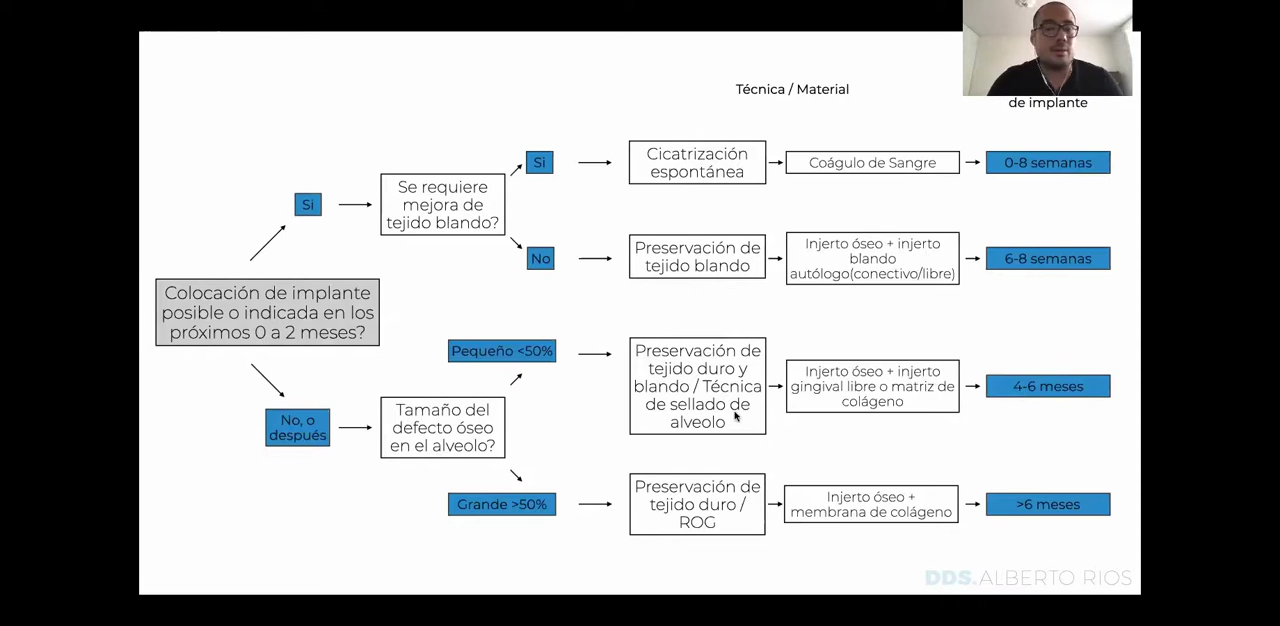 Técnica / Material
de implante
Si
Cicatrización
espontánea
Coágulo de Sangre
0-8 semanas
Se requiere
mejora de
tejido blando?
Si
No
Preservación de
tejido blando
Injerto óseo + injerto
blando
autólogo(conectivo/libre)
6-8 semanas
Colocación de implante
posible o indicada en los
próximos 0 a 2 meses?
Pequeño <50%
Preservación de
tejido duro y
blando / Técnica
de sellado de
alveolo
Injerto óseo + injerto
gingival libre o matriz de
colágeno
4-6 meses
No, o
después
Tamaño del
defecto óseo
en el alveolo?
Grande >50%
Preservación de
tejido duro /
ROG
Injerto óseo +
membrana de colágeno
>6 meses
DDS.ALBERTO RIOS